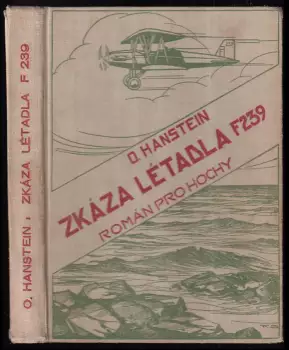 O. HANSTEIN: ZKÁZA LÉTADLA F 239
O. HANSTEIN
ZKÁZA LÉTADLA F239
ROMÁN PRO HOCHY